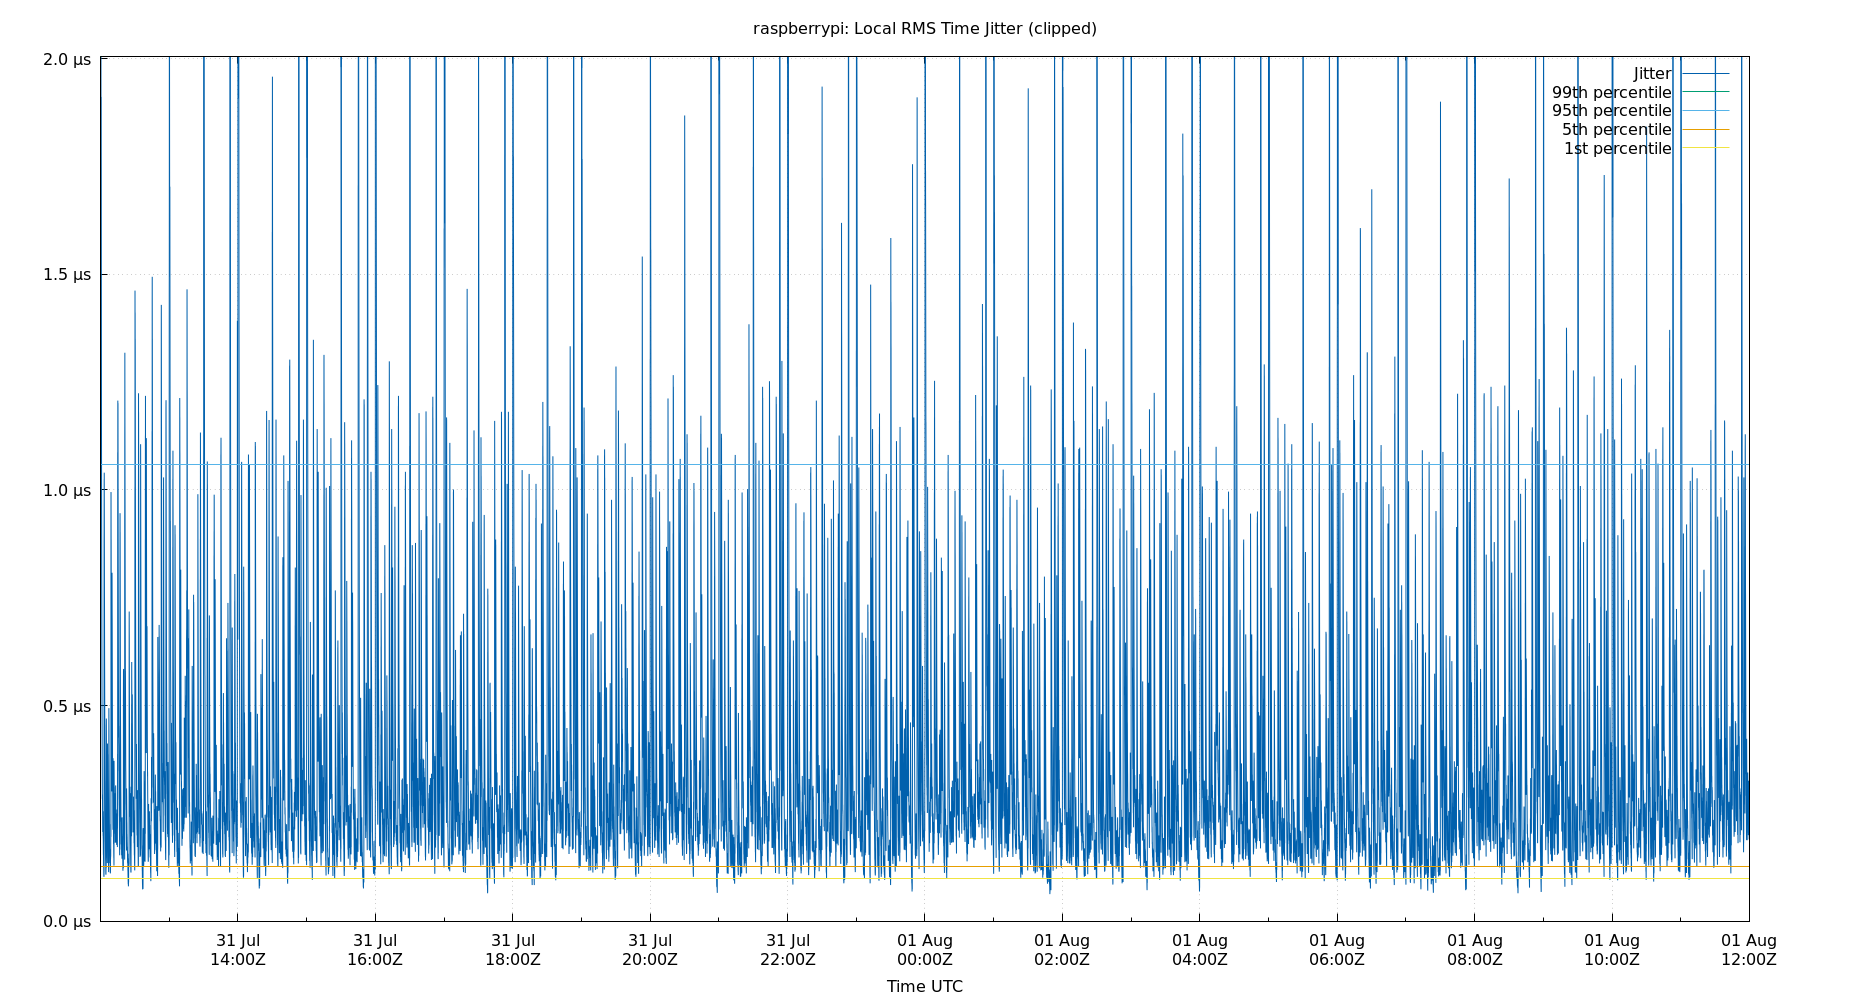 raspberrypi: Local RMS Time Jitter (clipped)
2.0 µs
1.5 µs
1.0 µs
0.5 µs
0.0 µs
Jitter
99th percentile
95th percentile
5th percentile
1st percentile
31 Jul
14:00Z
31 Jul
16:00Z
31 Jul
18:00Z
31 Jul
20:00Z
31 Jul
22:00Z
01 Aug
00:00Z
01 Aug
02:00Z
01 Aug
04:00Z
01 Aug
06:00Z
01 Aug
08:00Z
01 Aug
10:00Z
01 Aug
12:00Z
Time UTC